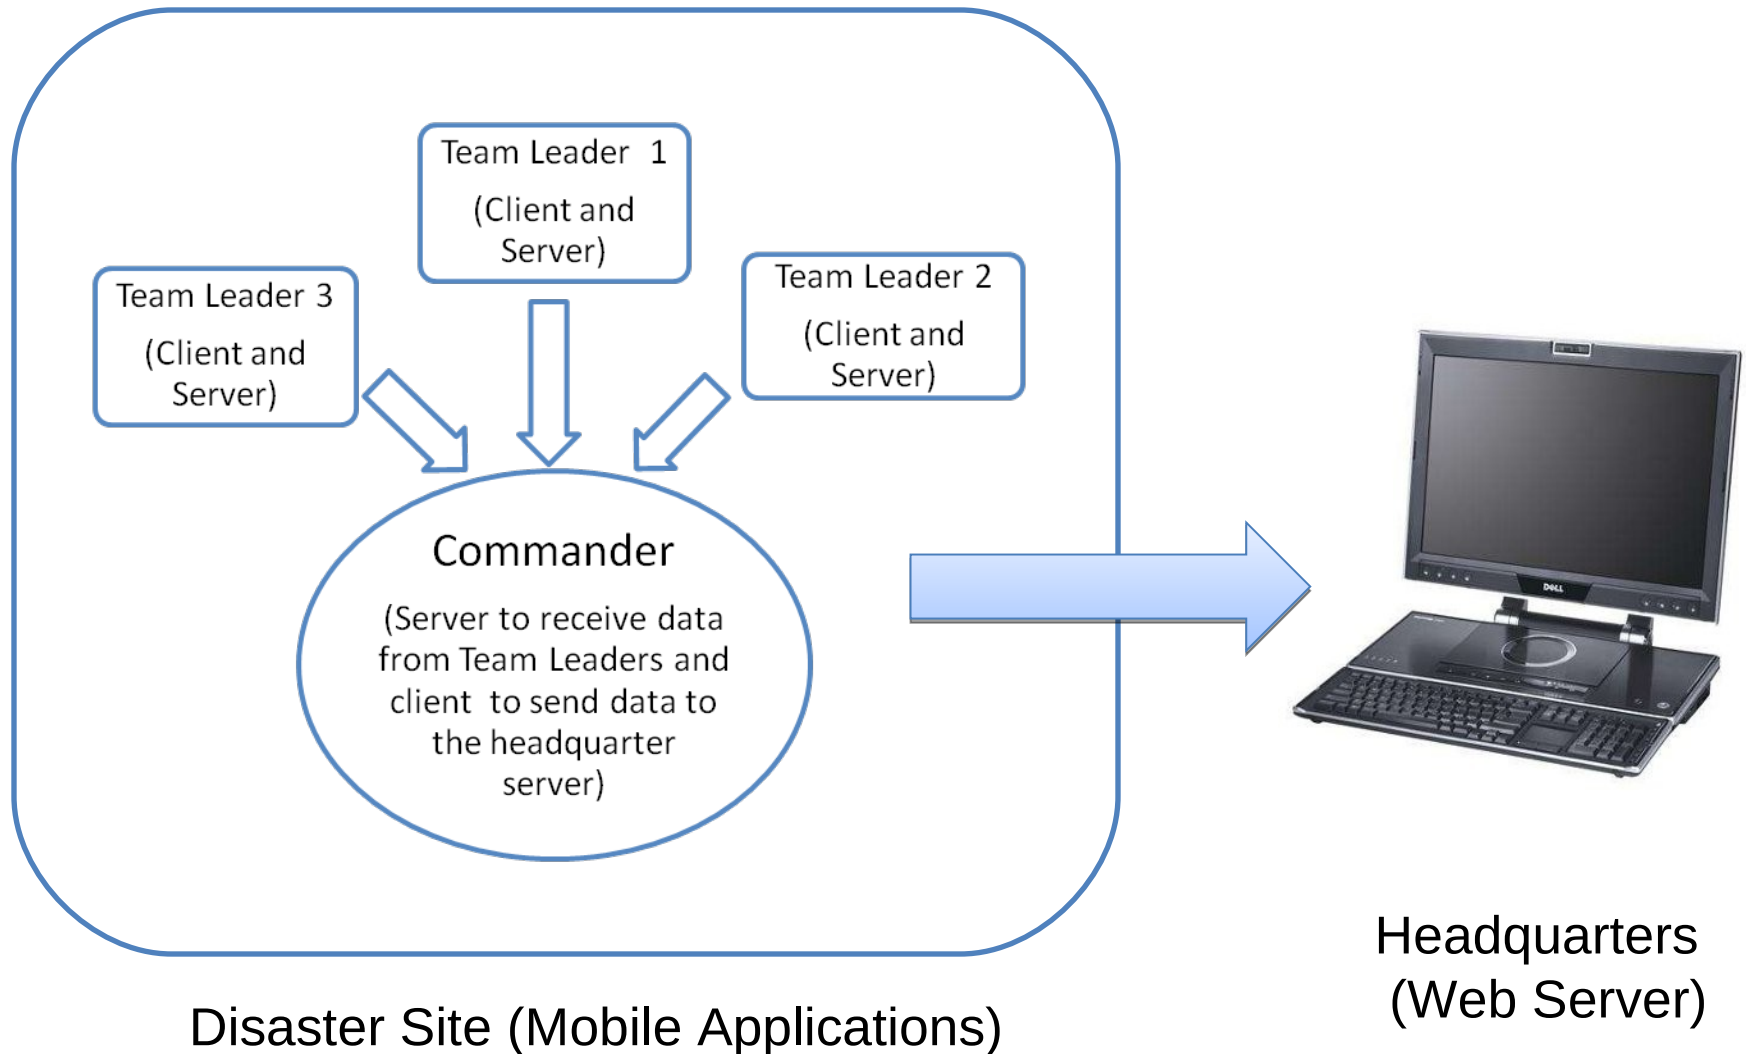 Team Leader 1
(Client and
Server)
Team Leader 3
(Client and
Server)
Team Leader 2
(Client and
Server)
Commander
(Server to receive data
from Team Leaders and
client to send data to
the headquarter
server)
DELL
Headquarters
(Web Server)
Disaster Site (Mobile Applications)